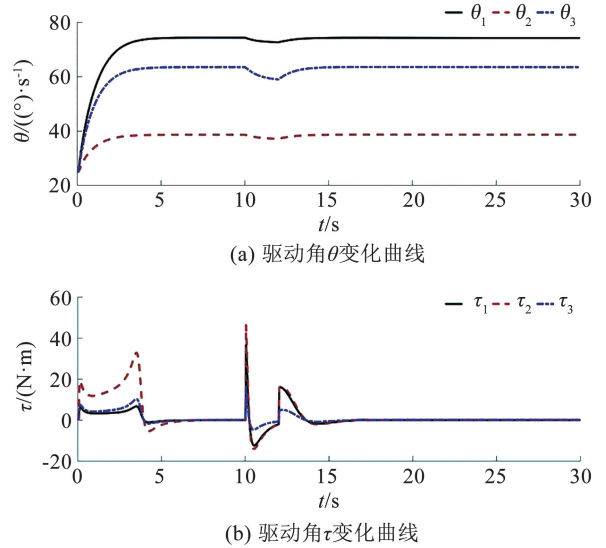 θ₁ θ₂ θ₃
80
60
40
20
θ/((°)·s⁻¹)
0 5 10 15 20 25 30
t/s
(a) 驱动角θ变化曲线
τ₁ τ₂ τ₃
60
40
20
0
-20
τ/(N·m)
0 5 10 15 20 25 30
t/s
(b) 驱动角τ变化曲线